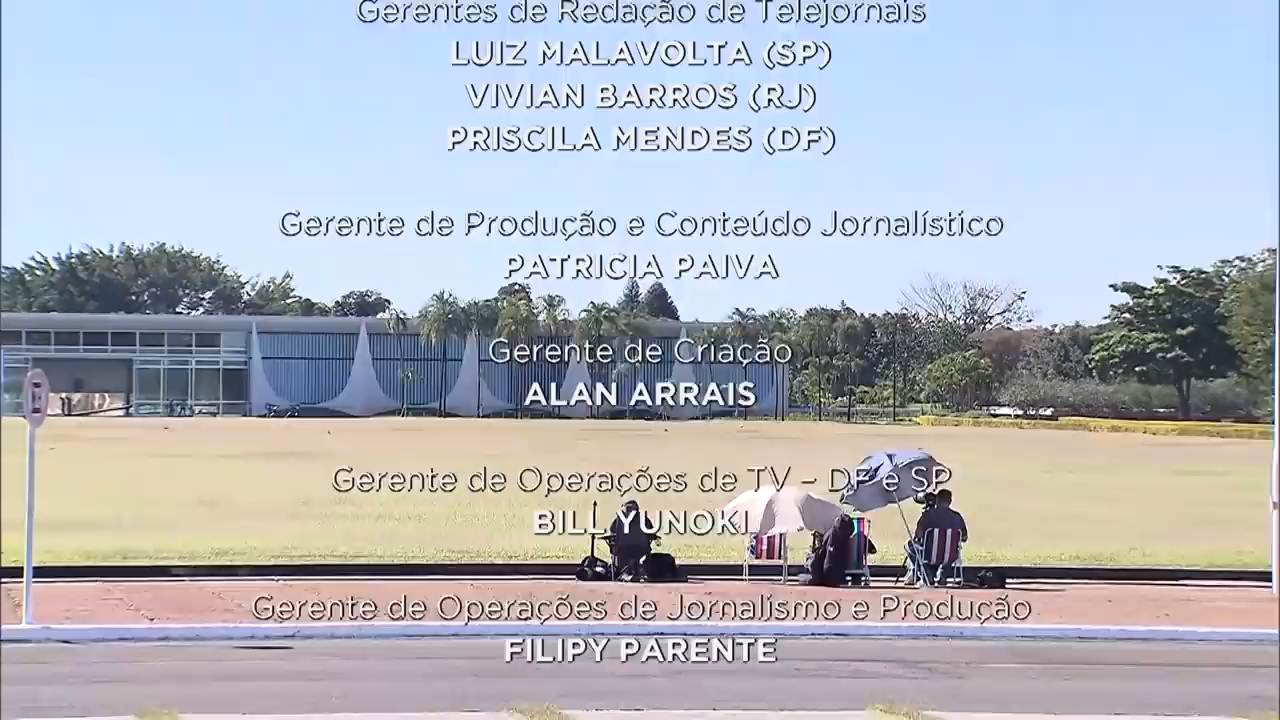 Gerentes de Redação de Telejornais
LUIZ MALAVOLTA (SP)
VIVIAN BARROS (RJ)
PRISCILA MENDES (DF)
Gerente de Produção e Conteúdo Jornalístico
PATRICIA PAIVA
Gerente de Criação
ALAN ARRAIS
Gerente de Operações de TV – DF e SP
BILL YUNOKI
Gerente de Operações de Jornalismo e Produção
FILIPY PARENTE